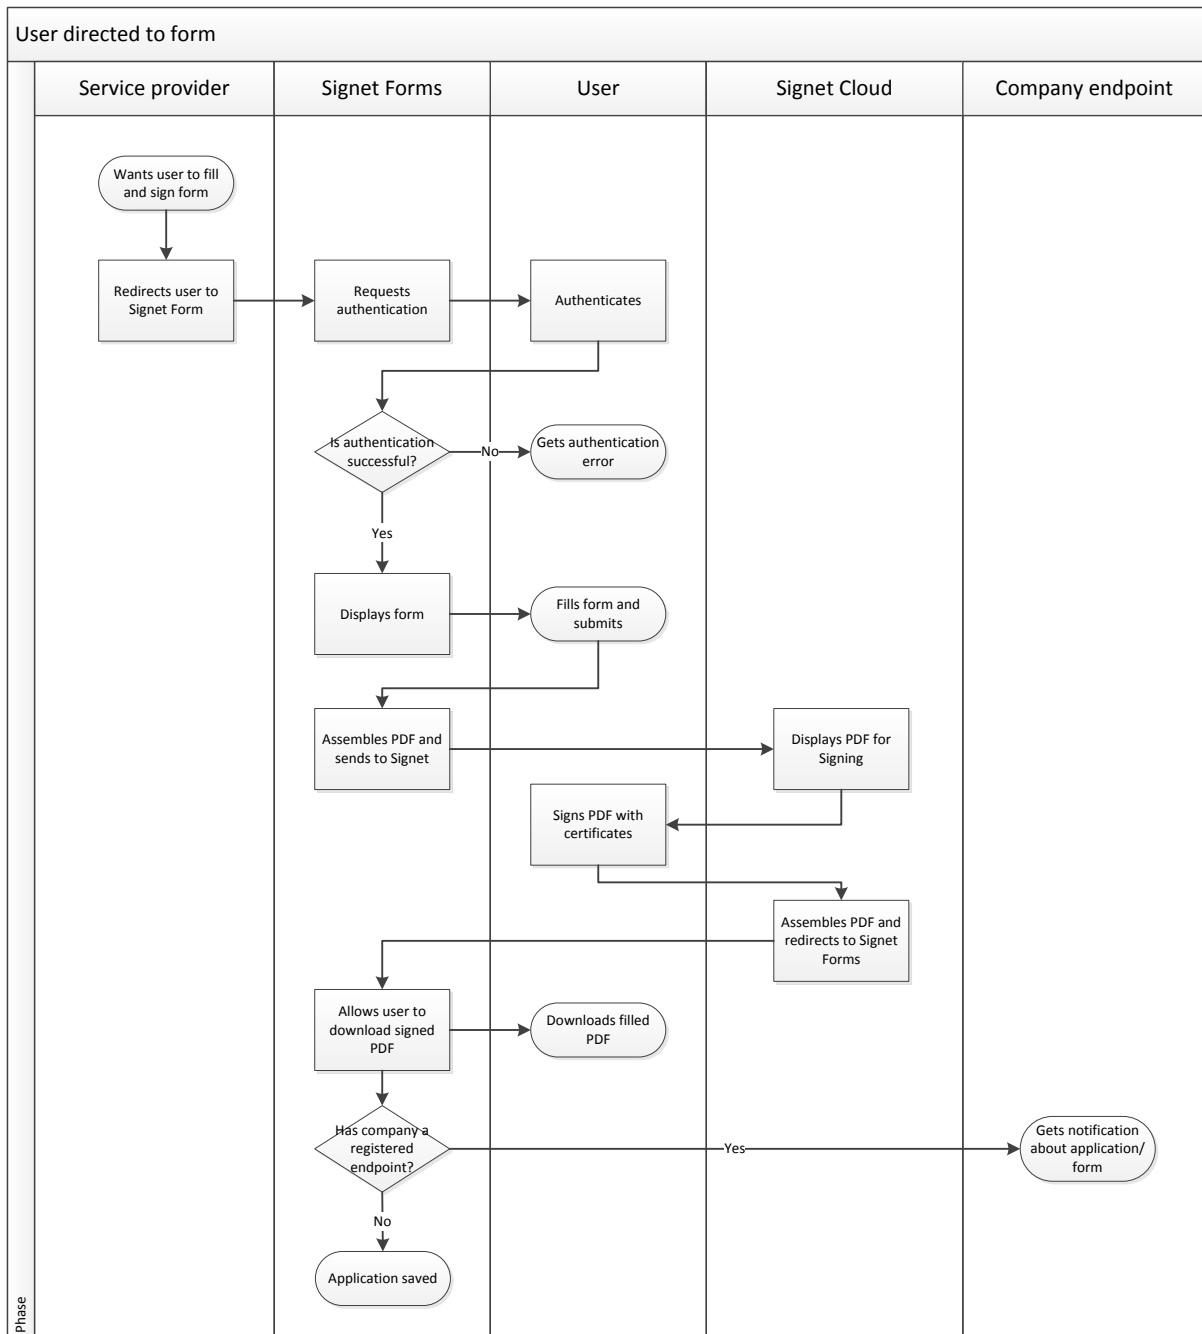 User directed to form
Service provider
Signet Forms
User
Signet Cloud
Company endpoint
Wants user to fill
and sign form
Redirects user to
Signet Form
Requests
authentication
Authenticates
Is authentication
successful?
No
Gets authentication
error
Yes
Displays form
Fills form and
submits
Assembles PDF and
sends to Signet
Displays PDF for
Signing
Signs PDF with
certificates
Assembles PDF and
redirects to Signet
Forms
Allows user to
download signed
PDF
Downloads filled
PDF
Has company a
registered
endpoint?
Yes
Gets notification
about application/
form
No
Application saved
Phase